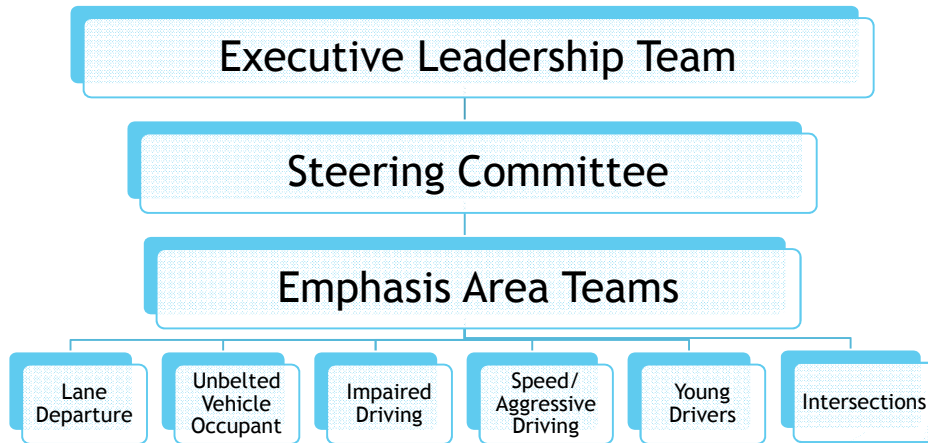 Executive Leadership Team
Steering Committee
Emphasis Area Teams
Lane
Departure
Unbelted
Vehicle
Occupant
Impaired
Driving
Speed/
Aggressive
Driving
Young
Drivers
Intersections